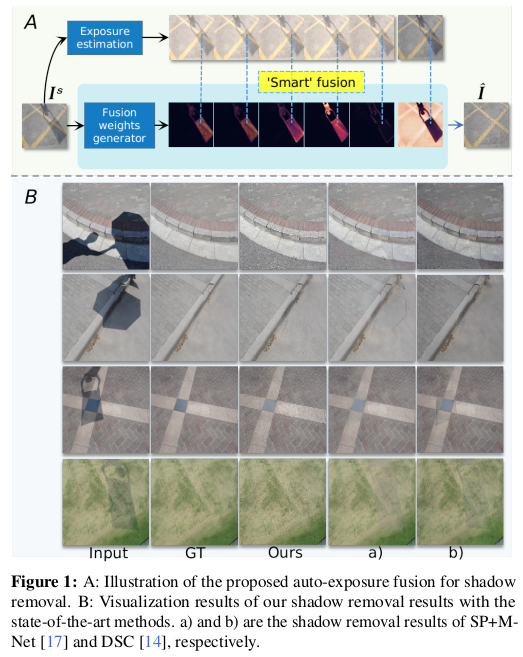 A
Exposure
estimation
'Smart' fusion
Iˢ
Î
Fusion
weights
generator
B
Input GT Ours a) b)
Figure 1: A: Illustration of the proposed auto-exposure fusion for shadow
removal. B: Visualization results of our shadow removal results with the
state-of-the-art methods. a) and b) are the shadow removal results of SP+M-
Net [17] and DSC [14], respectively.